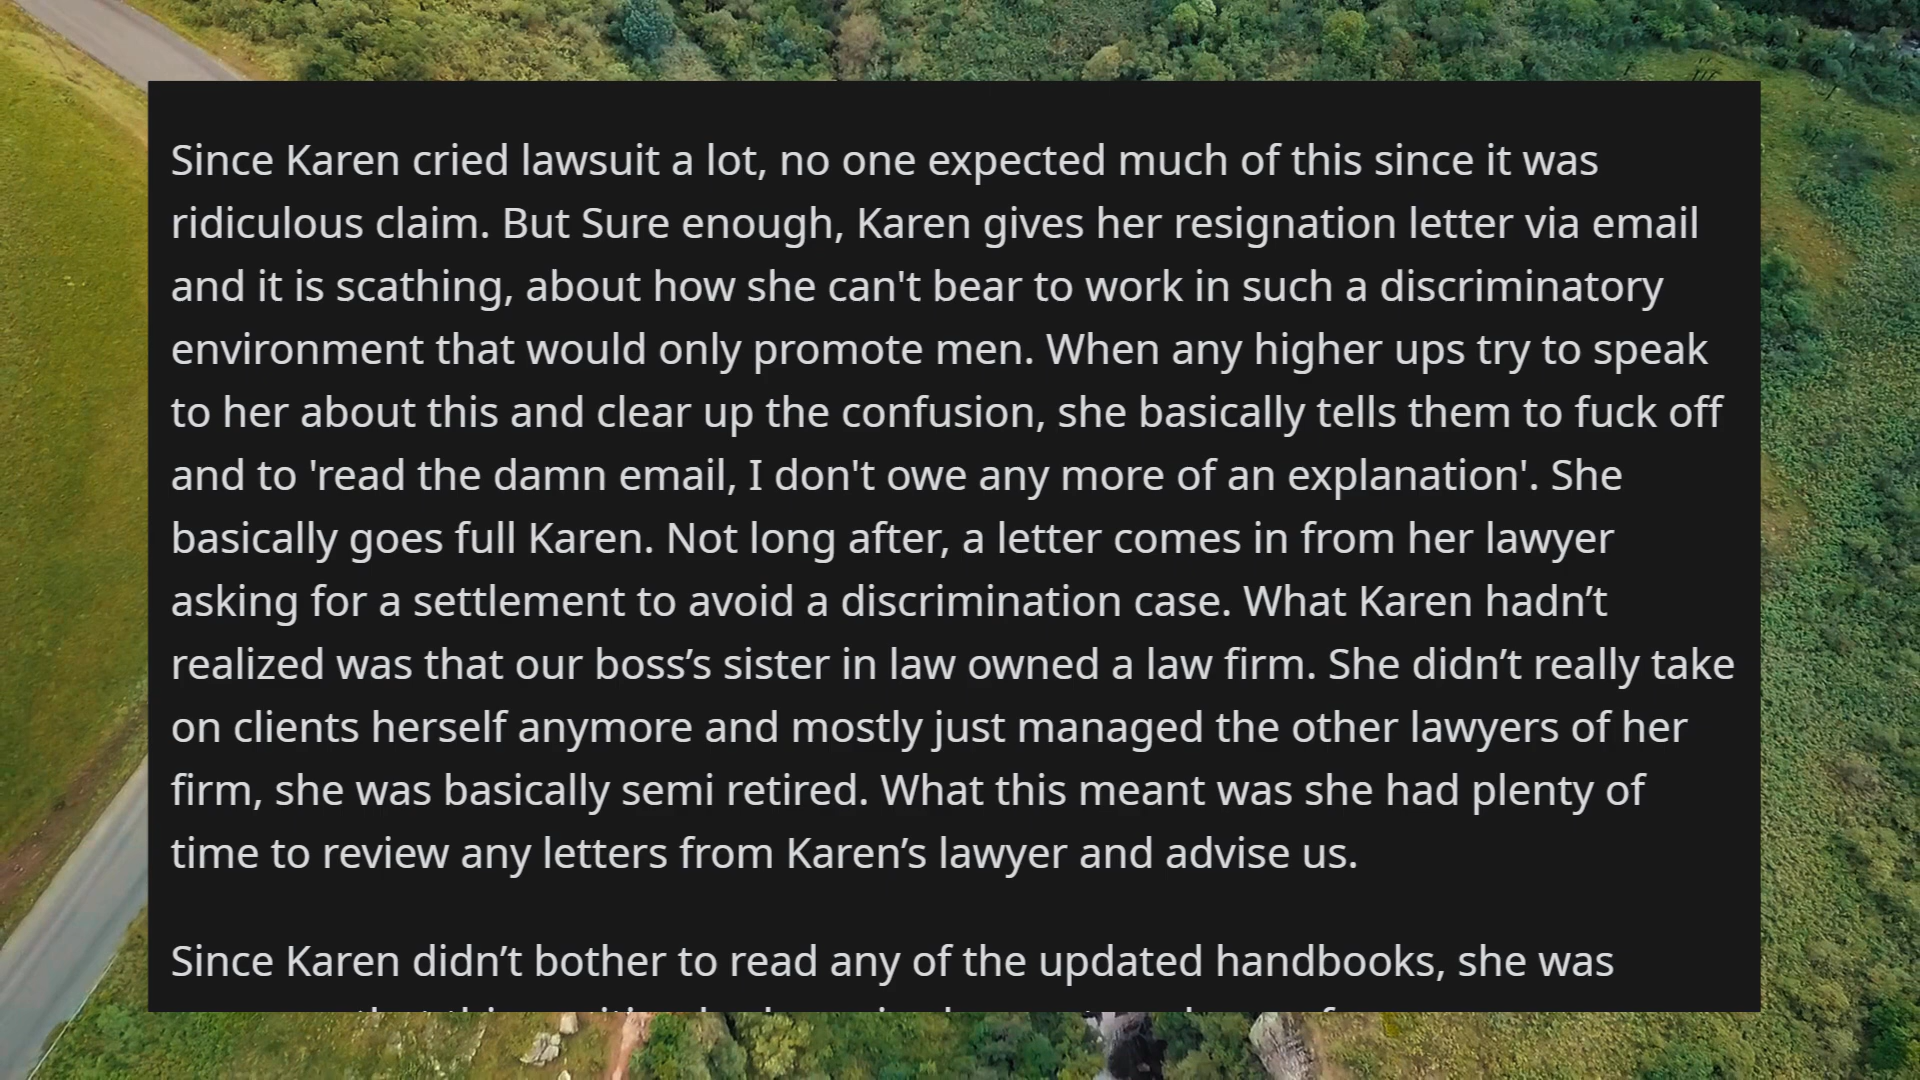 Since Karen cried lawsuit a lot, no one expected much of this since it was
ridiculous claim. But Sure enough, Karen gives her resignation letter via email
and it is scathing, about how she can't bear to work in such a discriminatory
environment that would only promote men. When any higher ups try to speak
to her about this and clear up the confusion, she basically tells them to fuck off
and to 'read the damn email, I don't owe any more of an explanation'. She
basically goes full Karen. Not long after, a letter comes in from her lawyer
asking for a settlement to avoid a discrimination case. What Karen hadn’t
realized was that our boss’s sister in law owned a law firm. She didn’t really take
on clients herself anymore and mostly just managed the other lawyers of her
firm, she was basically semi retired. What this meant was she had plenty of
time to review any letters from Karen’s lawyer and advise us.
Since Karen didn’t bother to read any of the updated handbooks, she was